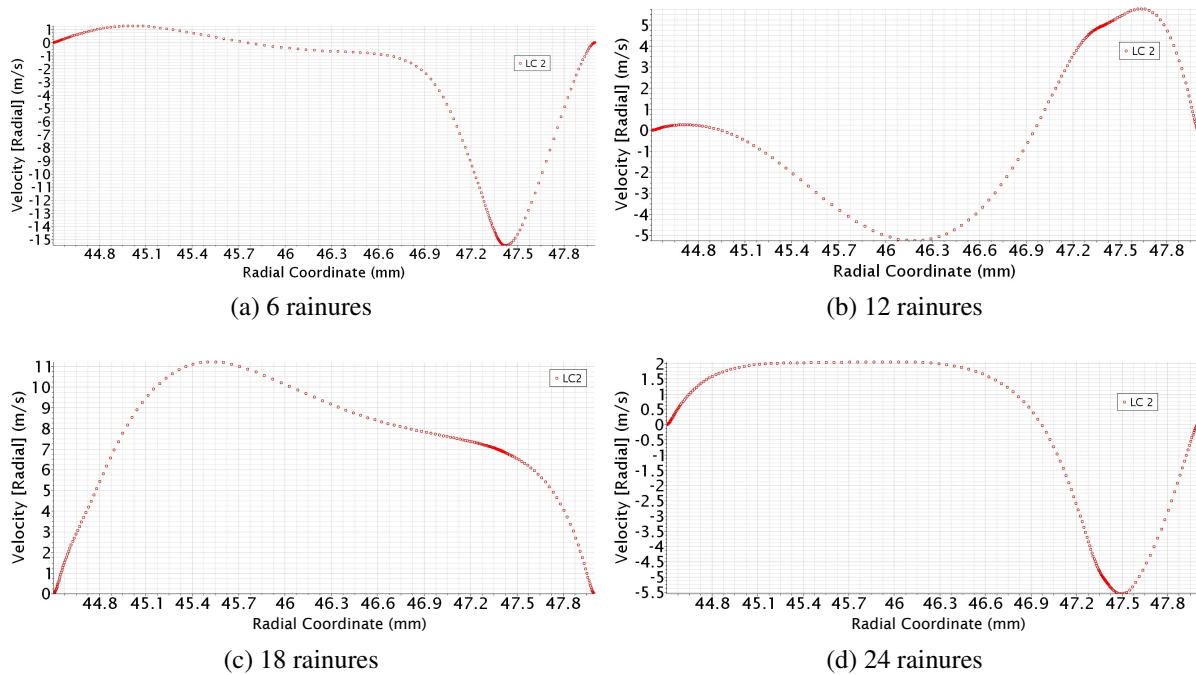 1
0
-1
-2
-3
-4
-5
-6
-7
-8
-9
-10
-11
-12
-13
-14
-15
Velocity [Radial] (m/s)
LC 2
44.8 45.1 45.4 45.7 46 46.3 46.6 46.9 47.2 47.5 47.8
Radial Coordinate (mm)
(a) 6 rainures
5
4
3
2
1
0
-1
-2
-3
-4
-5
Velocity [Radial] (m/s)
LC 2
44.8 45.1 45.4 45.7 46 46.3 46.6 46.9 47.2 47.5 47.8
Radial Coordinate (mm)
(b) 12 rainures
11
10
9
8
7
6
5
4
3
2
1
0
Velocity [Radial] (m/s)
LC2
44.8 45.1 45.4 45.7 46 46.3 46.6 46.9 47.2 47.5 47.8
Radial Coordinate (mm)
(c) 18 rainures
2
1.5
1
0.5
0
-0.5
-1
-1.5
-2
-2.5
-3
-3.5
-4
-4.5
-5
-5.5
Velocity [Radial] (m/s)
LC 2
44.8 45.1 45.4 45.7 46 46.3 46.6 46.9 47.2 47.5 47.8
Radial Coordinate (mm)
(d) 24 rainures